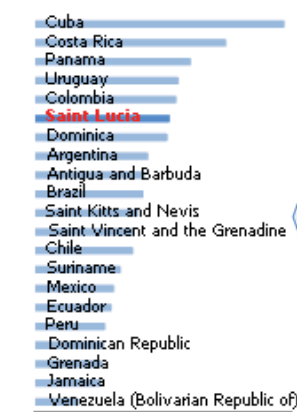 Cuba
Costa Rica
Panama
Uruguay
Colombia
Saint Lucia
Dominica
Argentina
Antigua and Barbuda
Brazil
Saint Kitts and Nevis
Saint Vincent and the Grenadine
Chile
Suriname
Mexico
Ecuador
Peru
Dominican Republic
Grenada
Jamaica
Venezuela (Bolivarian Republic of)